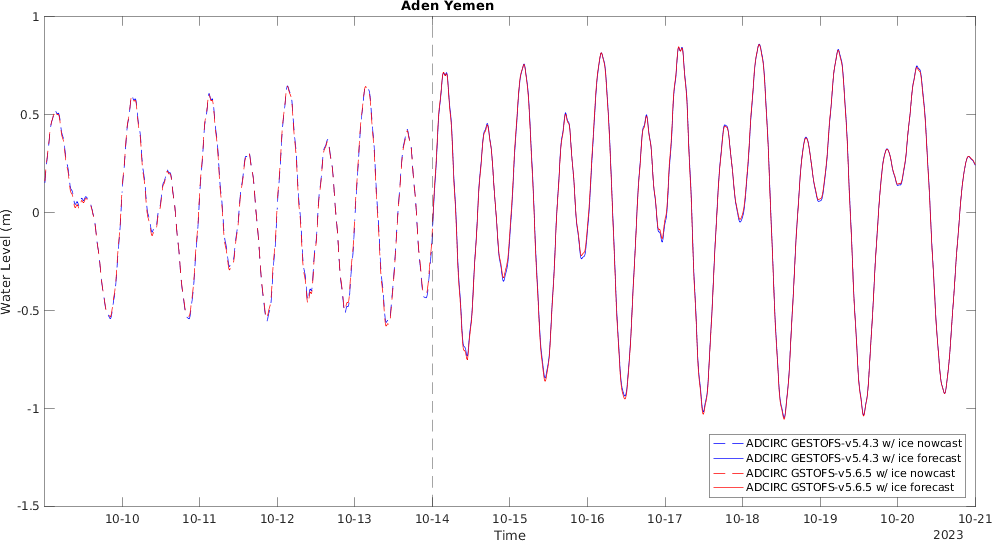 Aden Yemen
1
0.5
0
-0.5
-1
-1.5
Water Level (m)
10-10 10-11 10-12 10-13 10-14 10-15 10-16 10-17 10-18 10-19 10-20 10-21
Time
2023
ADCIRC GESTOFS-v5.4.3 w/ ice nowcast
ADCIRC GESTOFS-v5.4.3 w/ ice forecast
ADCIRC GSTOFS-v5.6.5 w/ ice nowcast
ADCIRC GSTOFS-v5.6.5 w/ ice forecast